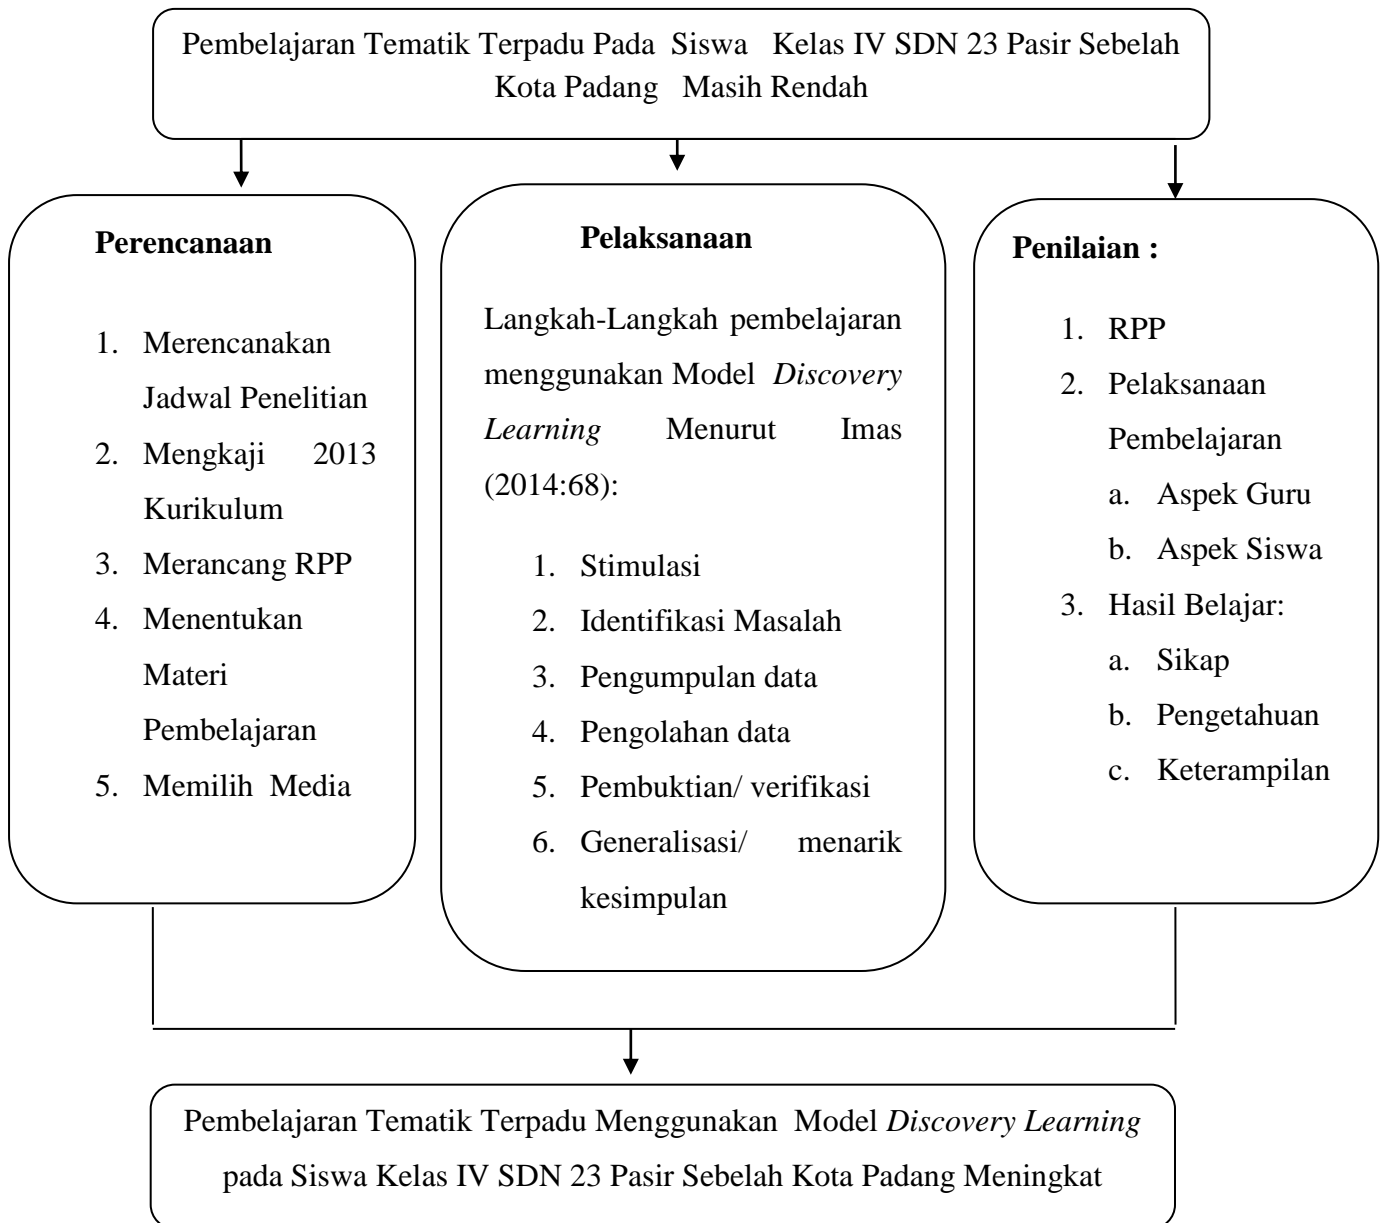 Pembelajaran Tematik Terpadu Pada Siswa Kelas IV SDN 23 Pasir Sebelah
Kota Padang Masih Rendah
Perencanaan
1. Merencanakan
Jadwal Penelitian
2. Mengkaji 2013
Kurikulum
3. Merancang RPP
4. Menentukan
Materi
Pembelajaran
5. Memilih Media
Pelaksanaan
Langkah-Langkah pembelajaran
menggunakan Model Discovery
Learning Menurut Imas
(2014:68):
1. Stimulasi
2. Identifikasi Masalah
3. Pengumpulan data
4. Pengolahan data
5. Pembuktian/ verifikasi
6. Generalisasi/ menarik
kesimpulan
Penilaian :
1. RPP
2. Pelaksanaan
Pembelajaran
a. Aspek Guru
b. Aspek Siswa
3. Hasil Belajar:
a. Sikap
b. Pengetahuan
c. Keterampilan
Pembelajaran Tematik Terpadu Menggunakan Model Discovery Learning
pada Siswa Kelas IV SDN 23 Pasir Sebelah Kota Padang Meningkat